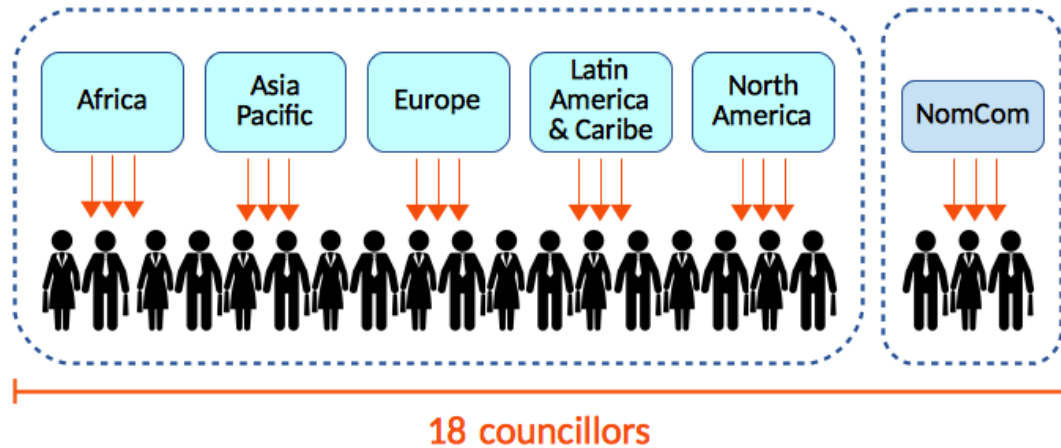 Africa
Asia
Pacific
Europe
Latin
America
& Caribe
North
America
NomCom
18 councillors